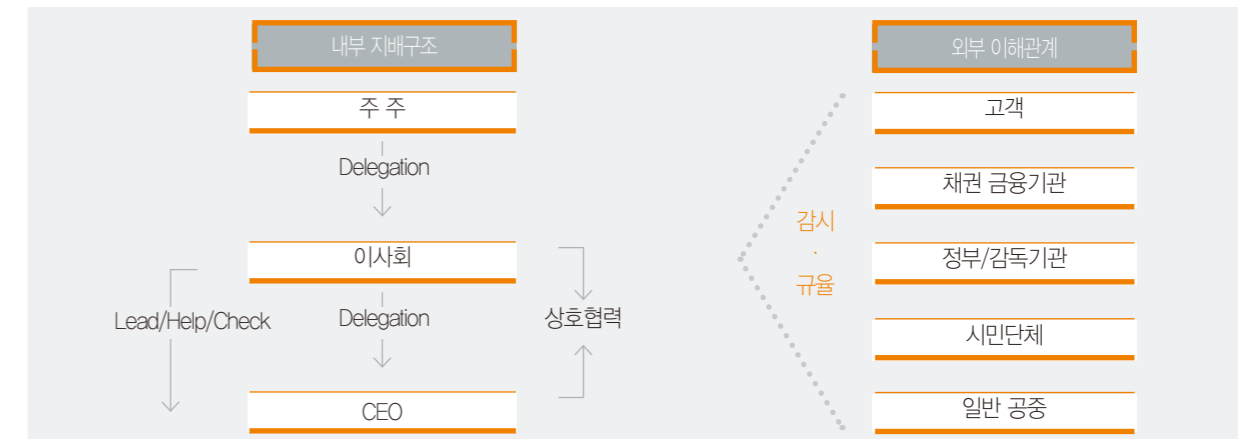 내부 지배구조
주 주
Delegation
이사회
Lead/Help/Check
Delegation
상호협력
CEO
감시
·
규율
외부 이해관계
고객
채권 금융기관
정부/감독기관
시민단체
일반 공중